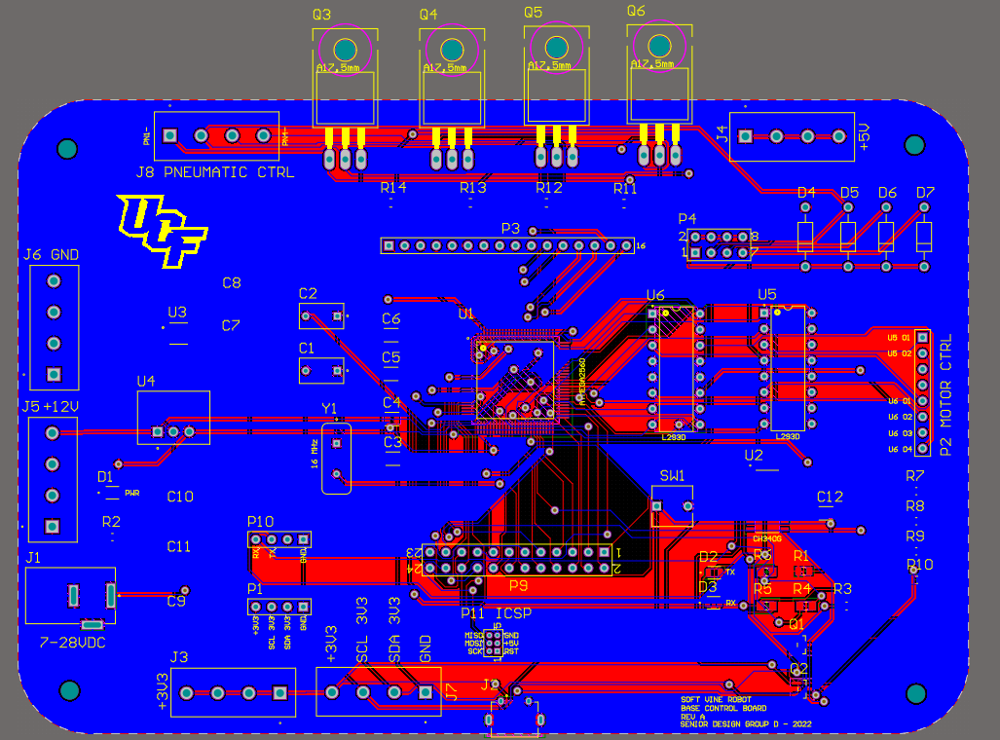 Q3
Q4
Q5
Q6
A17,5mm
A17,5mm
A17,5mm
A17,5mm
PN1-
PN4-
J8 PNEUMATIC CTRL
J4
+5V
R14
R13
R12
R11
D4
D5
D6
D7
UCF
P3
16
P4
2
8
1
7
J6 GND
C8
U3
C7
C2
C6
U1
U6
U5
C1
C5
ATMEGA2560
U5 O1
U5 O2
U6 O1
U6 O2
U6 O3
U6 O4
P2 MOTOR CTRL
J5 +12V
U4
Y1
16 MHz
C4
C3
L293D
L293D
U2
D1
PWR
C10
SW1
C12
R7
R2
P10
RX
TX
GND
C11
23
24
1
2
P9
CH340G
R8
R9
R10
J1
7-28VDC
C9
P1
+3V3
SCL 3V3
SDA 3V3
GND
D2
TX
D3
RX
R6
R1
R5
R4
R3
Q1
Q2
+3V3
SCL 3V3
SDA 3V3
GND
P11 ICSP
MISO
MOSI
SCK
GND
+5V
RST
J3
+3V3
J7
SOFT VINE ROBOT
BASE CONTROL BOARD
REV A
SENIOR DESIGN GROUP D - 2022